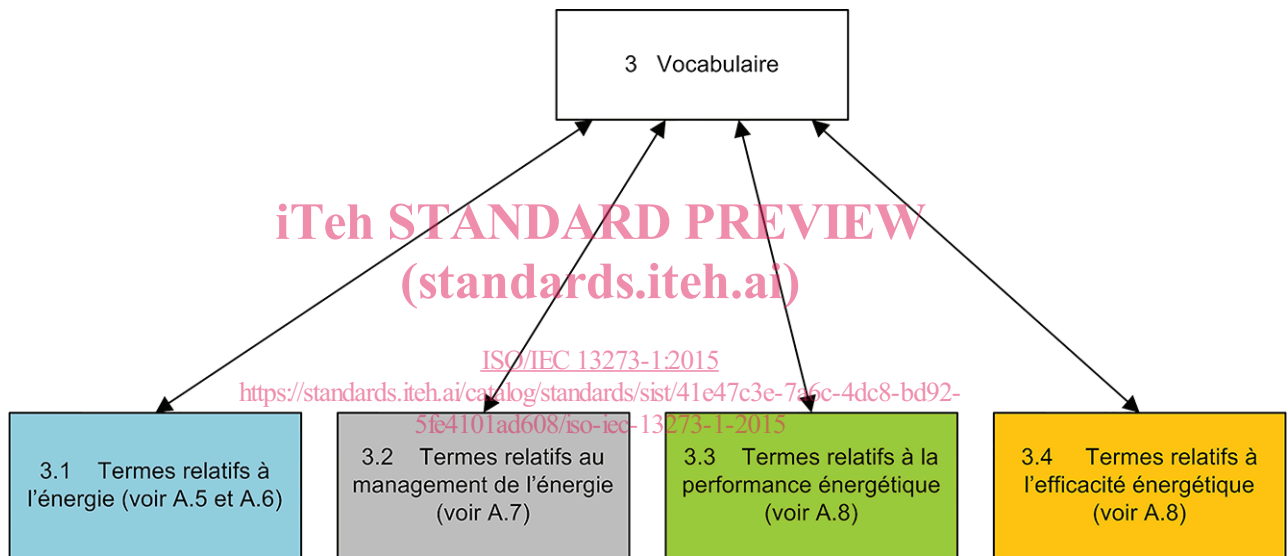 3 Vocabulaire
iTeh STANDARD PREVIEW
(standards.iteh.ai)
ISO/IEC 13273-1:2015
https://standards.iteh.ai/catalog/standards/sist/41e47c3e-7a6c-4dc8-bd92-
5fe4101ad608/iso-iec-13273-1-2015
3.1 Termes relatifs à
l’énergie (voir A.5 et A.6)
3.2 Termes relatifs au
management de l’énergie
(voir A.7)
3.3 Termes relatifs à la
performance énergétique
(voir A.8)
3.4 Termes relatifs à
l’efficacité énergétique
(voir A.8)